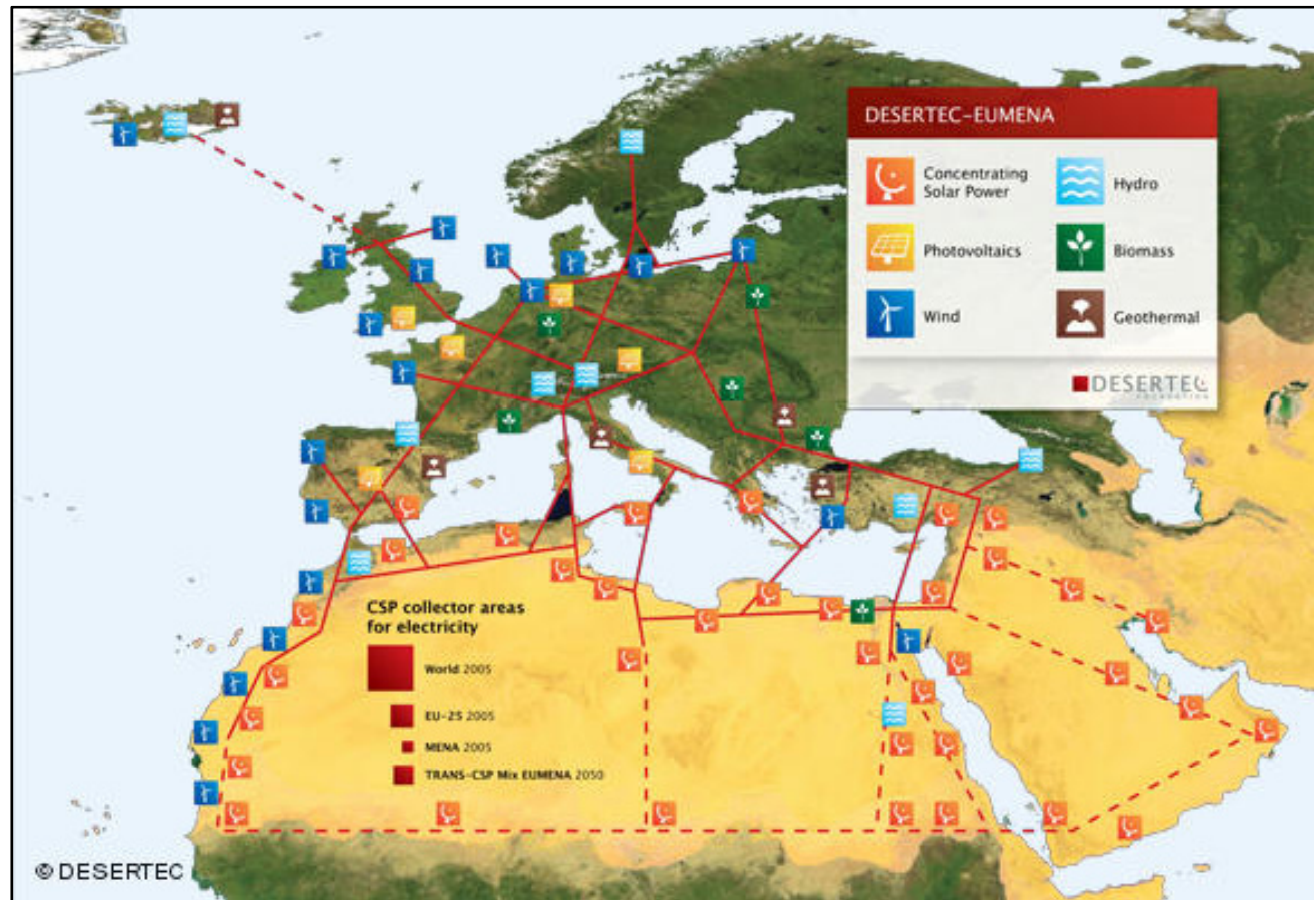 DESERTEC-EUMENA
Concentrating
Solar Power
Hydro
Photovoltaics
Biomass
Wind
Geothermal
DESERTEC
FOUNDATION
CSP collector areas
for electricity
World 2005
EU-25 2005
MENA 2005
TRANS-CSP Mix EUMENA 2050
© DESERTEC